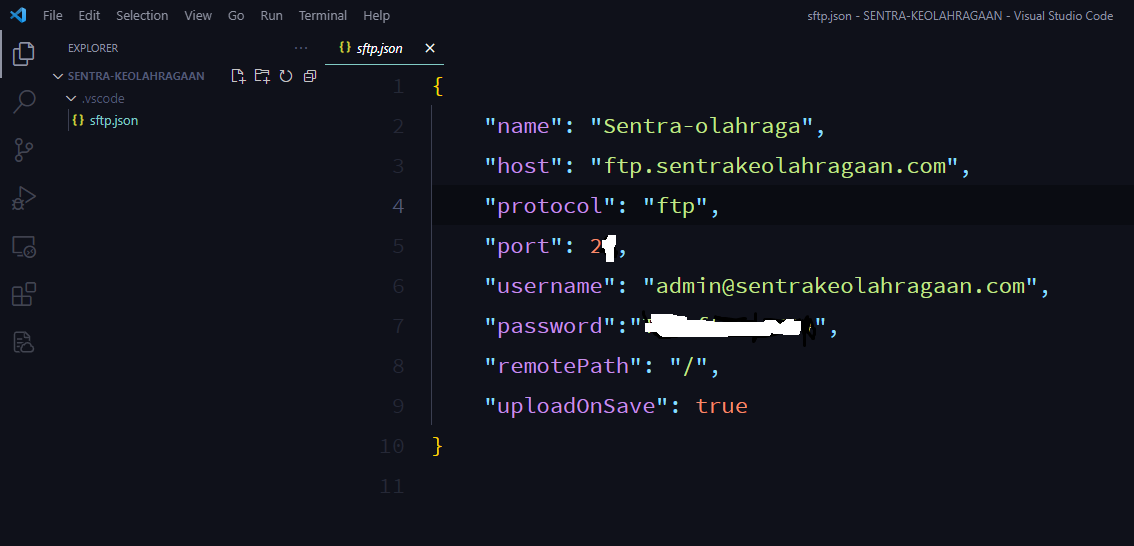 File Edit Selection View Go Run Terminal Help
sftp.json - SENTRA-KEOLAHRAGAAN - Visual Studio Code
EXPLORER
SENTRA-KEOLAHRAGAAN
.vscode
{} sftp.json
{} sftp.json
1 {
2 "name": "Sentra-olahraga",
3 "host": "ftp.sentrakeolahragaan.com",
4 "protocol": "ftp",
5 "port": 2,
6 "username": "admin@sentrakeolahragaan.com",
7 "password":"",
8 "remotePath": "/",
9 "uploadOnSave": true
10 }
11